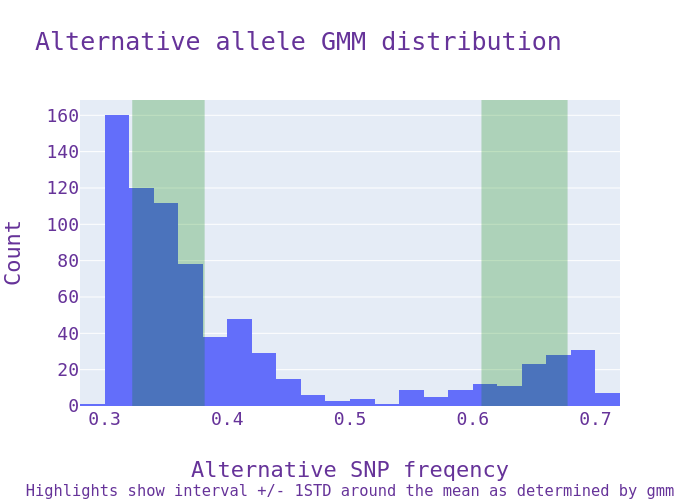 Alternative allele GMM distribution
160
140
120
100
80
60
40
20
0
Count
0.3 0.4 0.5 0.6 0.7
Alternative SNP freqency
Highlights show interval +/- 1STD around the mean as determined by gmm